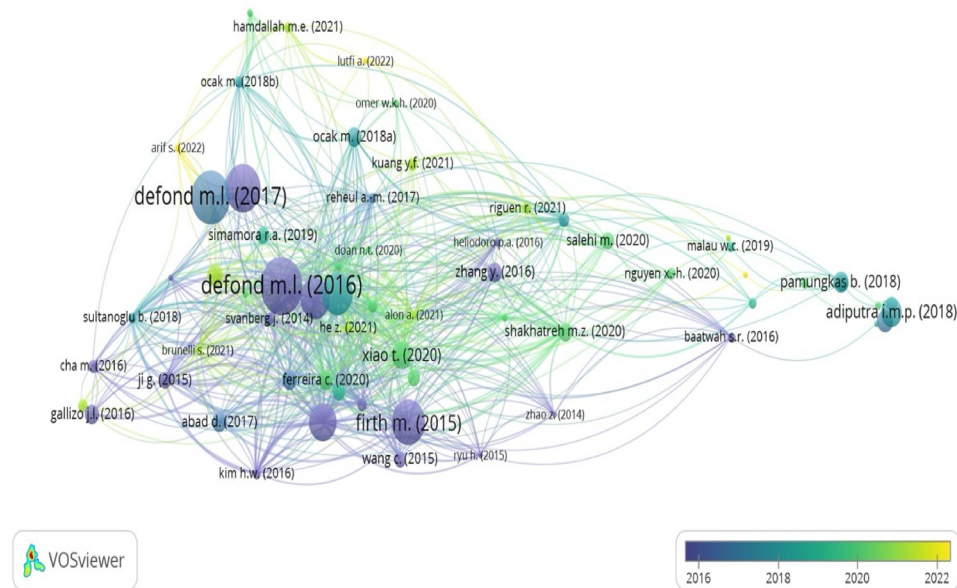 hamdallah m.e. (2021)
lutfi a. (2022)
ocak m. (2018b)
omer w.k.h. (2020)
ocak m. (2018a)
arif s. (2022)
kuang y.f. (2021)
defond m.l. (2017)
reheul a.-m. (2017)
riguen r. (2021)
simamora r.a. (2019)
heliodoro p.a. (2016)
salehi m. (2020)
malau w.c. (2019)
doan n.t. (2020)
zhang y. (2016)
nguyen x.-h. (2020)
defond m.l. (2016)
pamungkas b. (2018)
adiputra i.m.p. (2018)
sultanoglu b. (2018)
svanberg j. (2014)
alon a. (2021)
he z. (2021)
shakhatreh m.z. (2020)
baatwah s.r. (2016)
brunelli s. (2021)
xiao t. (2020)
cha m. (2016)
ji g. (2015)
ferreira c. (2020)
gallizo j.l. (2016)
abad d. (2017)
firth m. (2015)
zhao z. (2014)
wang c. (2015)
ryu h. (2015)
kim h.w. (2016)
VOSviewer
2016 2018 2020 2022